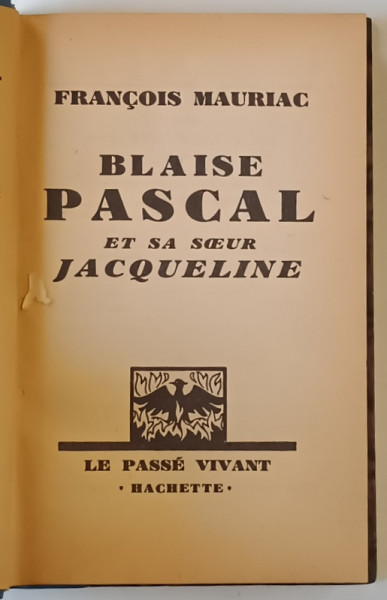 FRANÇOIS MAURIAC
BLAISE
PASCAL
ET SA SŒUR
JACQUELINE
LE PASSÉ VIVANT
• HACHETTE •